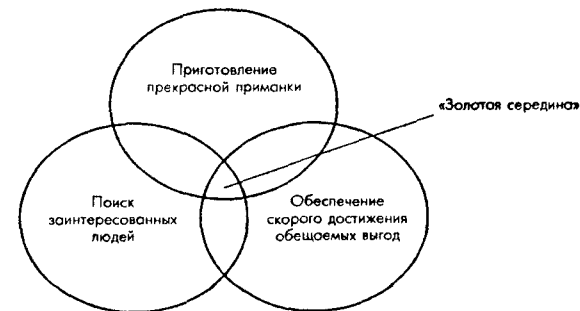 Приготовление
прекрасной приманки
«Золотая середина»
Поиск
заинтересованных
людей
Обеспечение
скорого достижения
обещаемых выгод